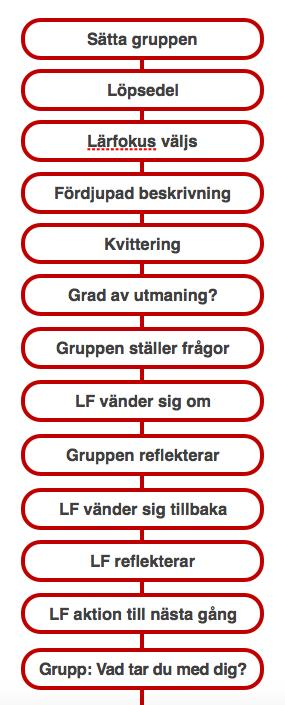 Sätta gruppen
Löpsedel
Lärfokus väljs
Fördjupad beskrivning
Kvittering
Grad av utmaning?
Gruppen ställer frågor
LF vänder sig om
Gruppen reflekterar
LF vänder sig tillbaka
LF reflekterar
LF aktion till nästa gång
Grupp: Vad tar du med dig?